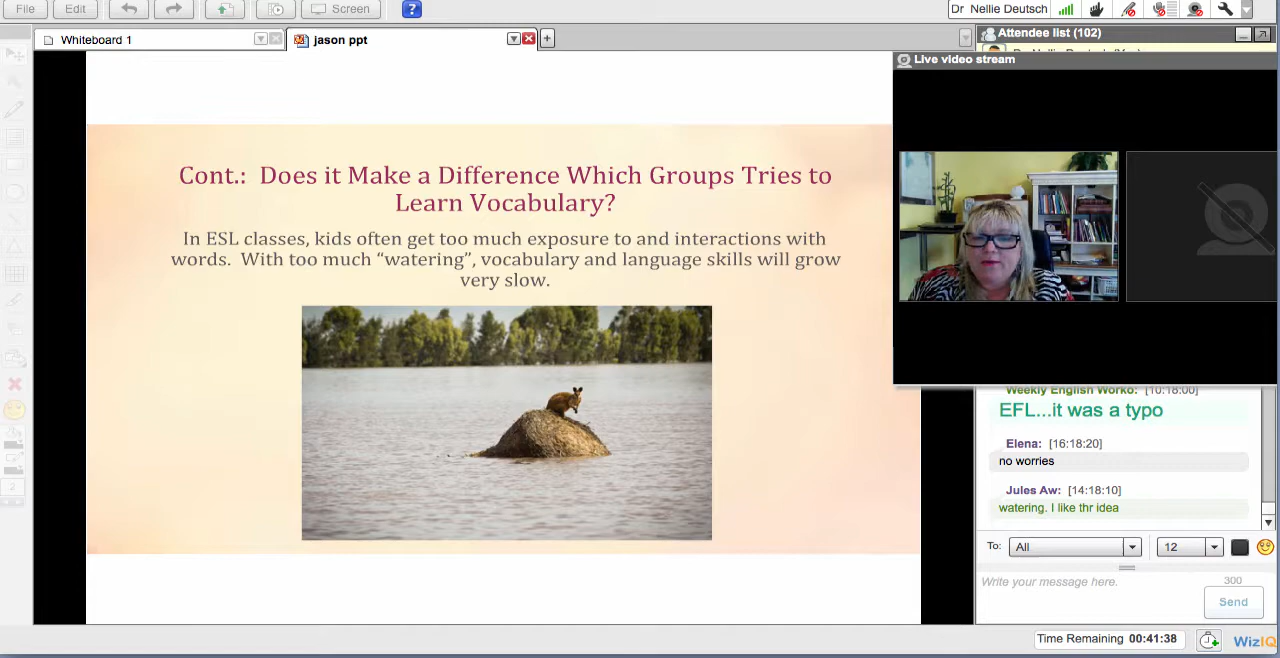 File
Edit
Screen
?
Dr Nellie Deutsch
Whiteboard 1
jason ppt
+
Attendee list (102)
Live video stream
Cont.: Does it Make a Difference Which Groups Tries to
Learn Vocabulary?
In ESL classes, kids often get too much exposure to and interactions with
words. With too much “watering”, vocabulary and language skills will grow
very slow.
Weekly English Worko: [10:18:00]
EFL...it was a typo
Elena: [16:18:20]
no worries
Jules Aw: [14:18:10]
watering. I like thr idea
To: All 12
Write your message here.
300
Send
2
Time Remaining 00:41:38
WizIQ